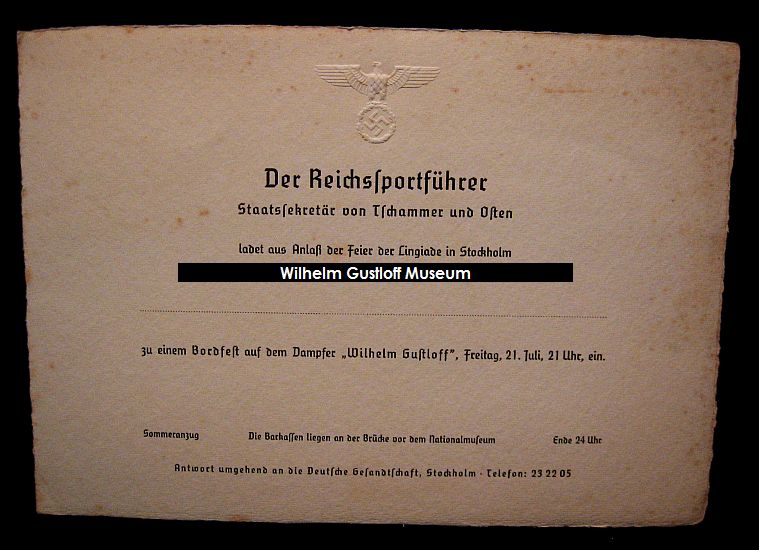 Der Reichsſportführer
Staatsſekretär von Tſchammer und Oſten
ladet aus Anlaß der Feier der Lingiade in Stockholm
Wilhelm Gustloff Museum
zu einem Bordfeſt auf dem Dampfer „Wilhelm Guſtloff”, Freitag, 21. Juli, 21 Uhr, ein.
Sommeranzug Die Barkaſſen liegen an der Brücke vor dem Nationalmuſeum Ende 24 Uhr
Antwort umgehend an die Deutſche Geſandtſchaft, Stockholm · Telefon: 23 22 05